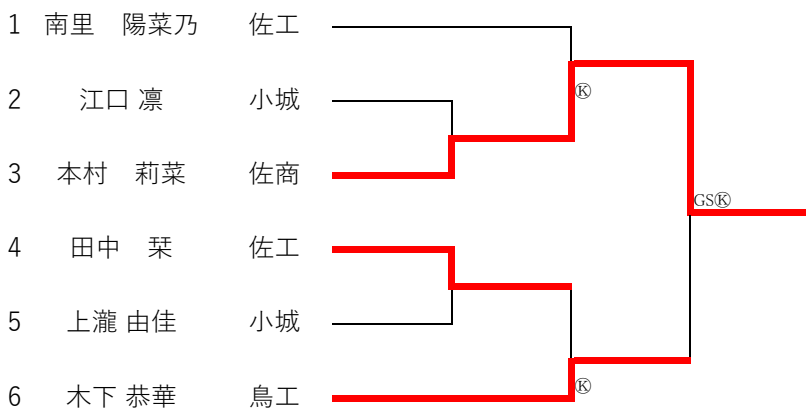 1 南里 陽菜乃 佐工
2 江口 凛 小城
Ⓚ
3 本村 莉菜 佐商
GSⓀ
4 田中 栞 佐工
5 上瀧 由佳 小城
Ⓚ
6 木下 恭華 鳥工